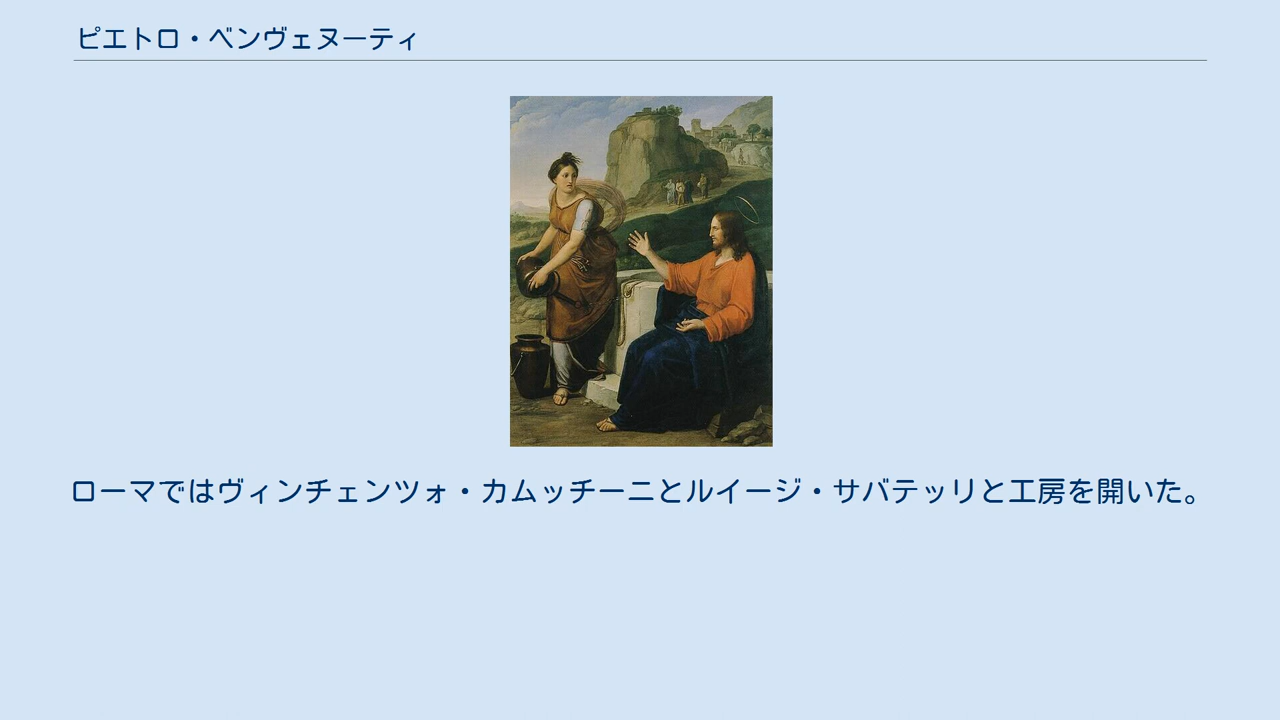 ピエトロ・ベンヴェヌーティ
ローマではヴィンチェンツォ・カムッチーニとルイージ・サバテッリと工房を開いた。